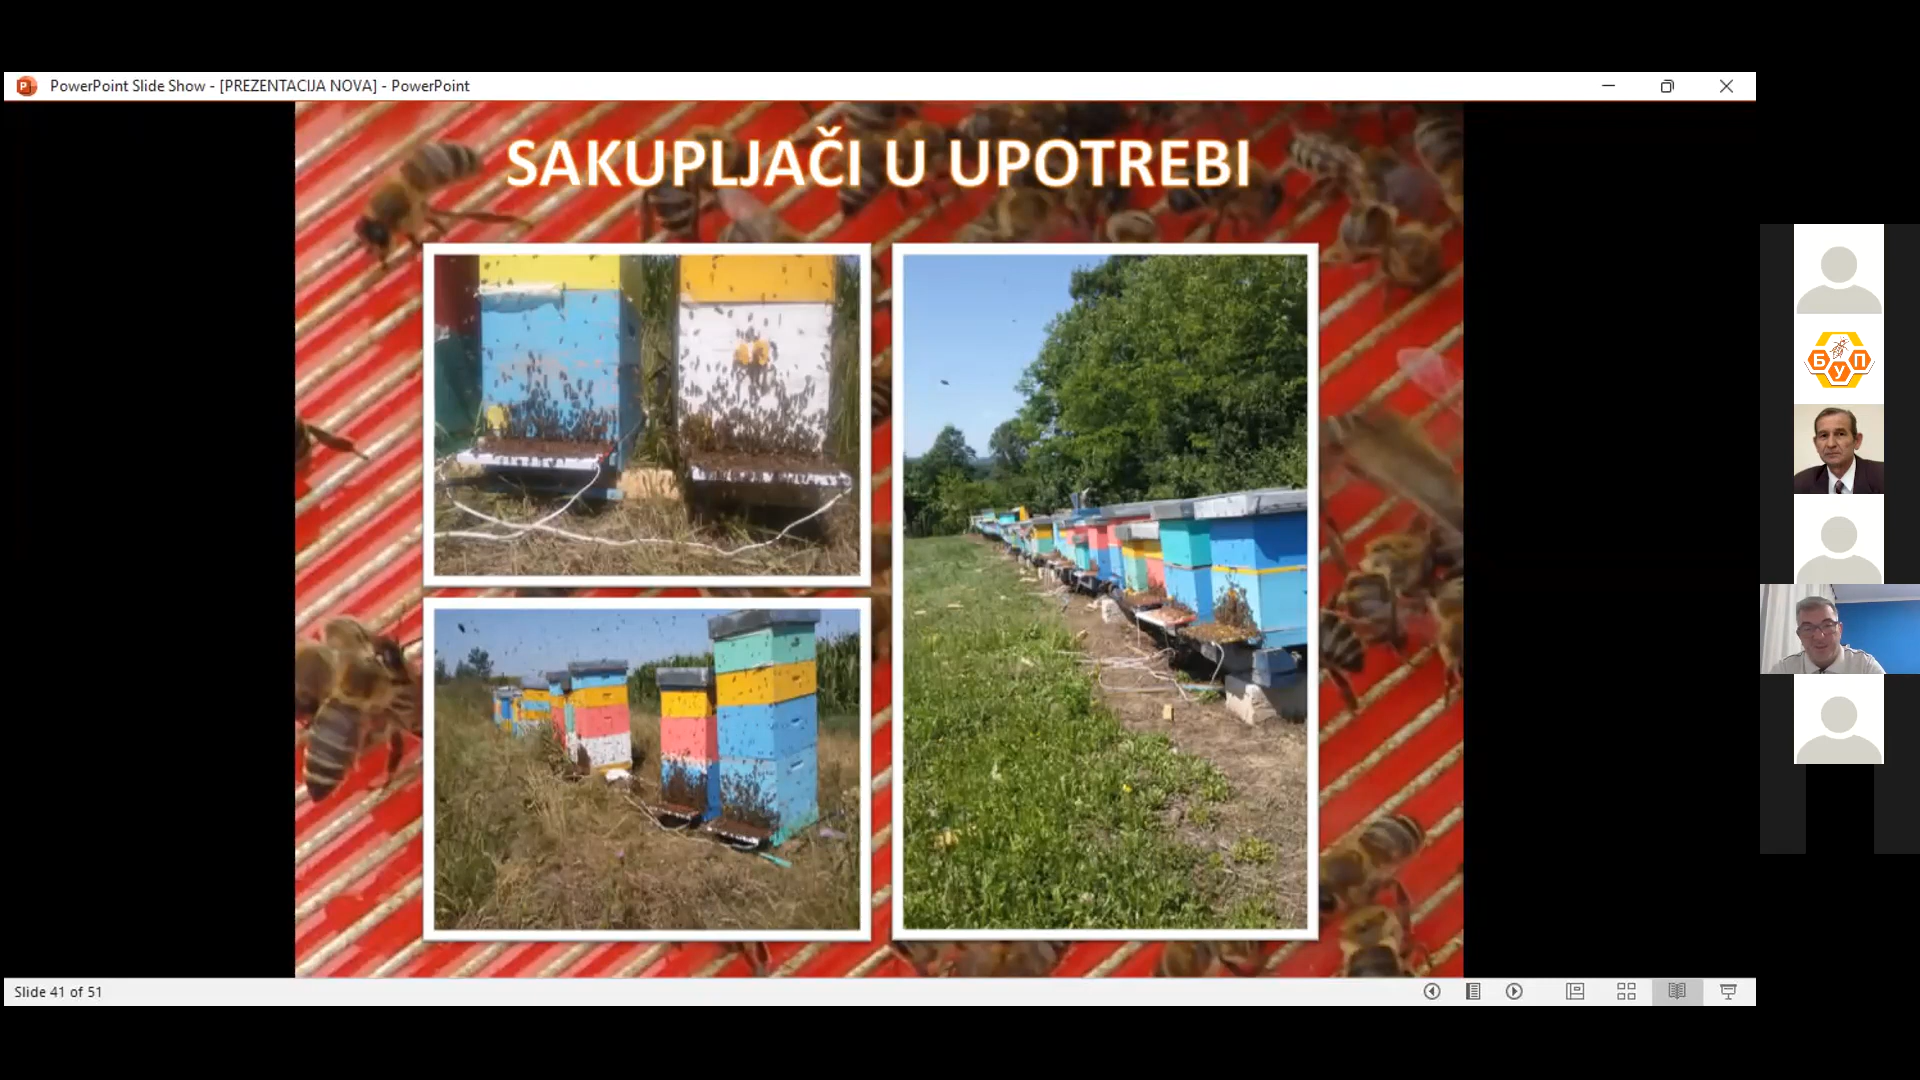 PowerPoint Slide Show - [PREZENTACIJA NOVA] - PowerPoint
SAKUPLJAČI U UPOTREBI
Б У П
Slide 41 of 51